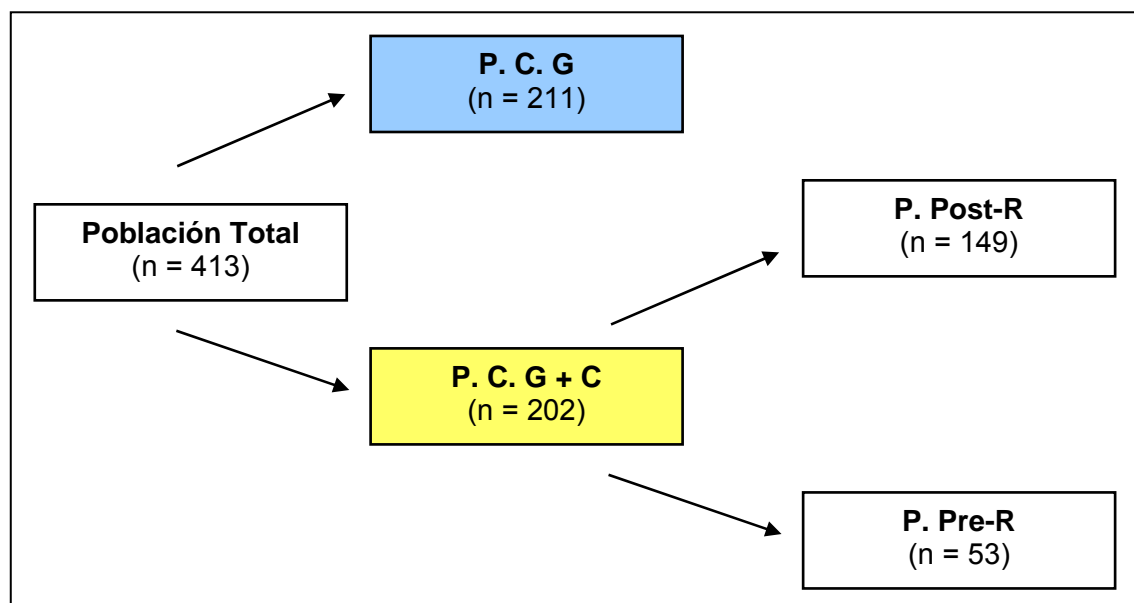 P. C. G
(n = 211)
Población Total
(n = 413)
P. C. G + C
(n = 202)
P. Post-R
(n = 149)
P. Pre-R
(n = 53)